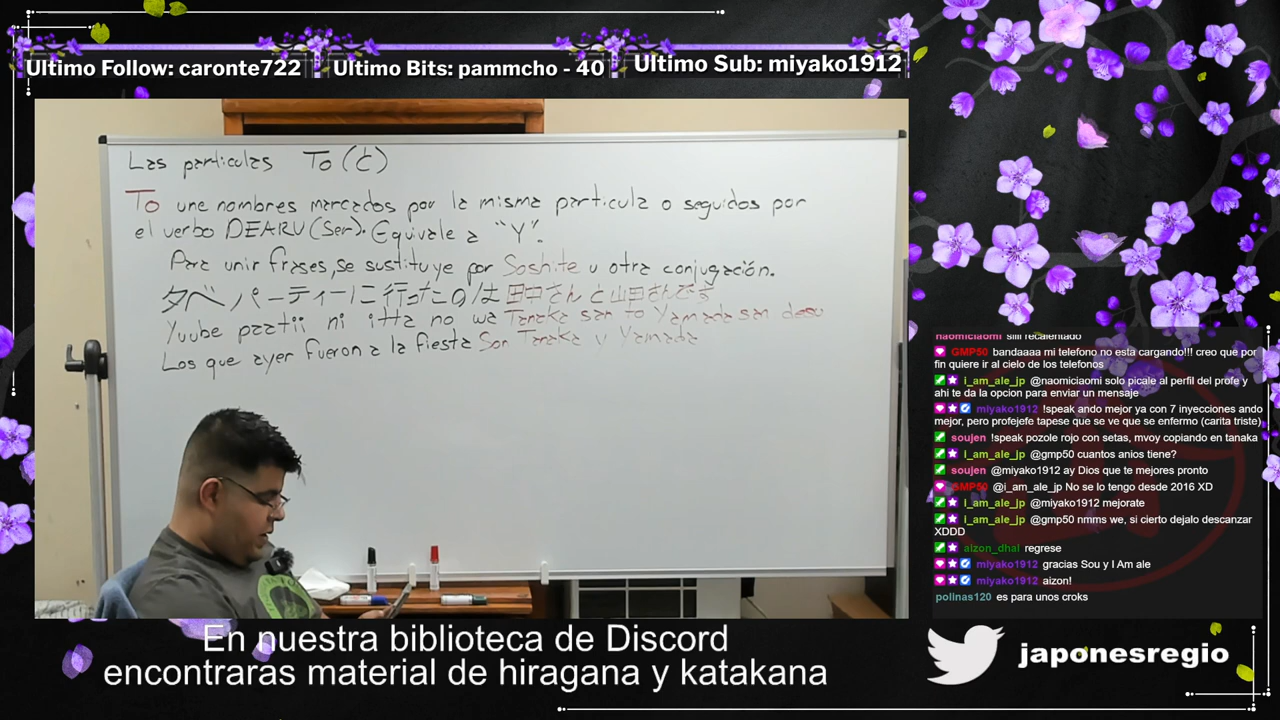 Ultimo Follow: caronte722
Ultimo Bits: pammcho - 40
Ultimo Sub: miyako1912
Las particulas To (と)
To une nombres marcados por la misma particula o seguidos por
el verbo DEARU (Ser). Equivale a "Y".
Para unir frases, se sustituye por Soshite u otra conjugación.
夕べ パーティーに行ったのは田中さんと山田さんです
Yuube paatii ni itta no wa Tanaka san to Yamada san desu
Los que ayer fueron a la fiesta Son Tanaka y Yamada
naomiciaomi siiii recalentado
GMP50 bandaaaa mi telefono no esta cargando!!! creo que por
fin quiere ir al cielo de los telefonos
i_am_ale_jp @naomiciaomi solo picale al perfil del profe y
ahi te da la opcion para enviar un mensaje
miyako1912 !speak ando mejor ya con 7 inyecciones ando
mejor, pero profejefe tapese que se ve que se enfermo (carita triste)
soujen !speak pozole rojo con setas, mvoy copiando en tanaka
i_am_ale_jp @gmp50 cuantos anios tiene?
soujen @miyako1912 ay Dios que te mejores pronto
GMP50 @i_am_ale_jp No se lo tengo desde 2016 XD
i_am_ale_jp @miyako1912 mejorate
i_am_ale_jp @gmp50 nmms we, si cierto dejalo descanzar
XDDD
aizon_dhal regrese
miyako1912 gracias Sou y I Am ale
miyako1912 aizon!
polinas120 es para unos croks
En nuestra biblioteca de Discord
encontraras material de hiragana y katakana
japonesregio